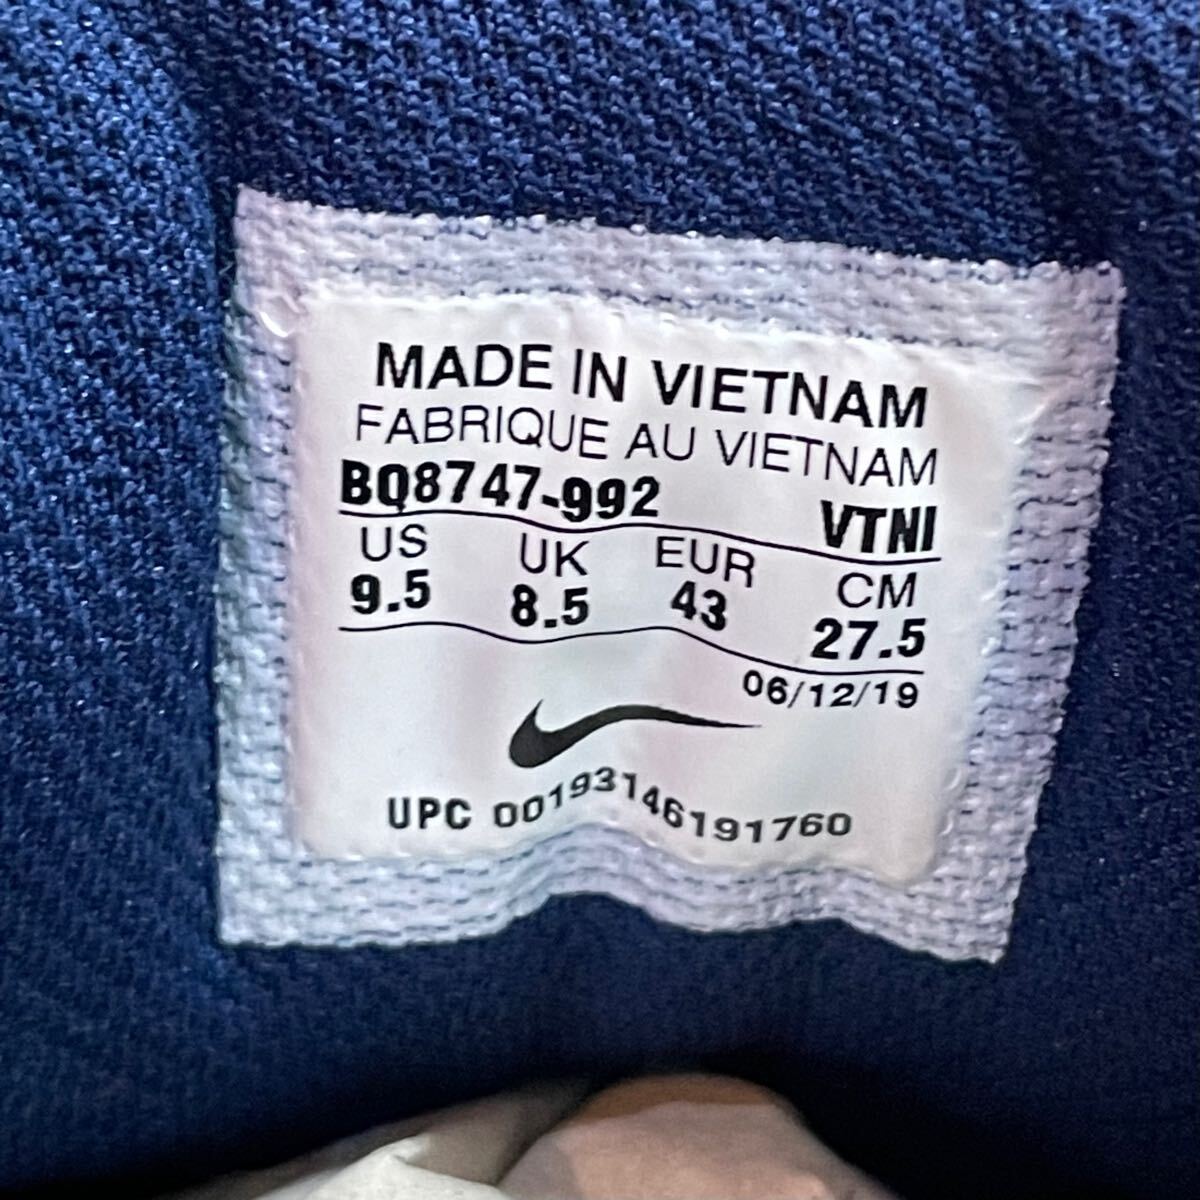 MADE IN VIETNAM
FABRIQUE AU VIETNAM
BQ8747-992 VTNI
US UK EUR CM
9.5 8.5 43 27.5
06/12/19
UPC 00193146191760